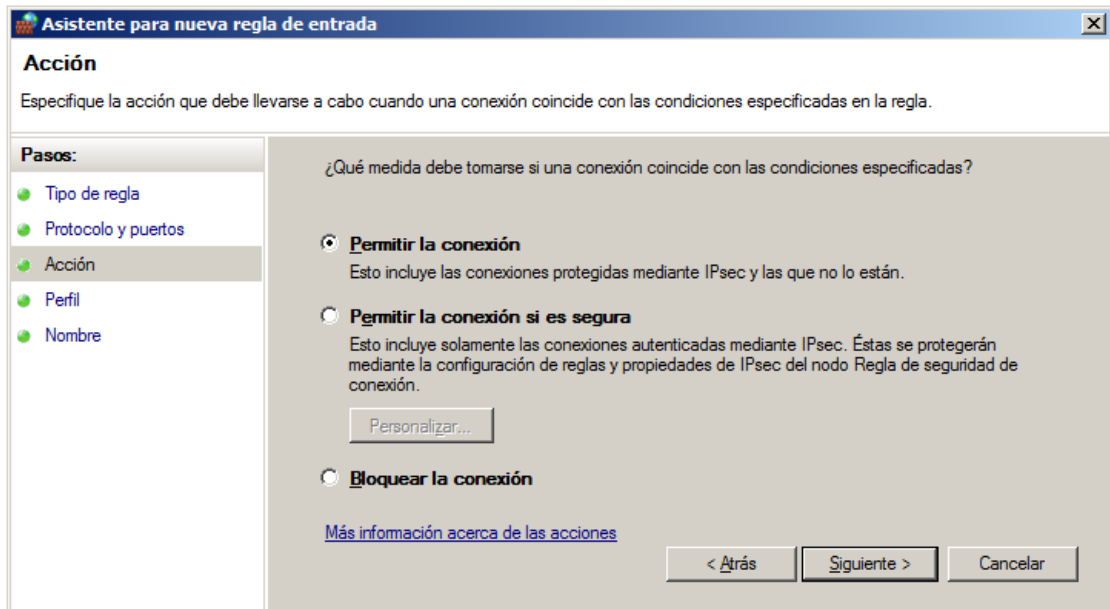 Asistente para nueva regla de entrada
Acción
Especifique la acción que debe llevarse a cabo cuando una conexión coincide con las condiciones especificadas en la regla.
Pasos:
Tipo de regla
Protocolo y puertos
Acción
Perfil
Nombre
¿Qué medida debe tomarse si una conexión coincide con las condiciones especificadas?
Permitir la conexión
Esto incluye las conexiones protegidas mediante IPsec y las que no lo están.
Permitir la conexión si es segura
Esto incluye solamente las conexiones autenticadas mediante IPsec. Éstas se protegerán
mediante la configuración de reglas y propiedades de IPsec del nodo Regla de seguridad de
conexión.
Personalizar...
Bloquear la conexión
Más información acerca de las acciones
< Atrás
Siguiente >
Cancelar